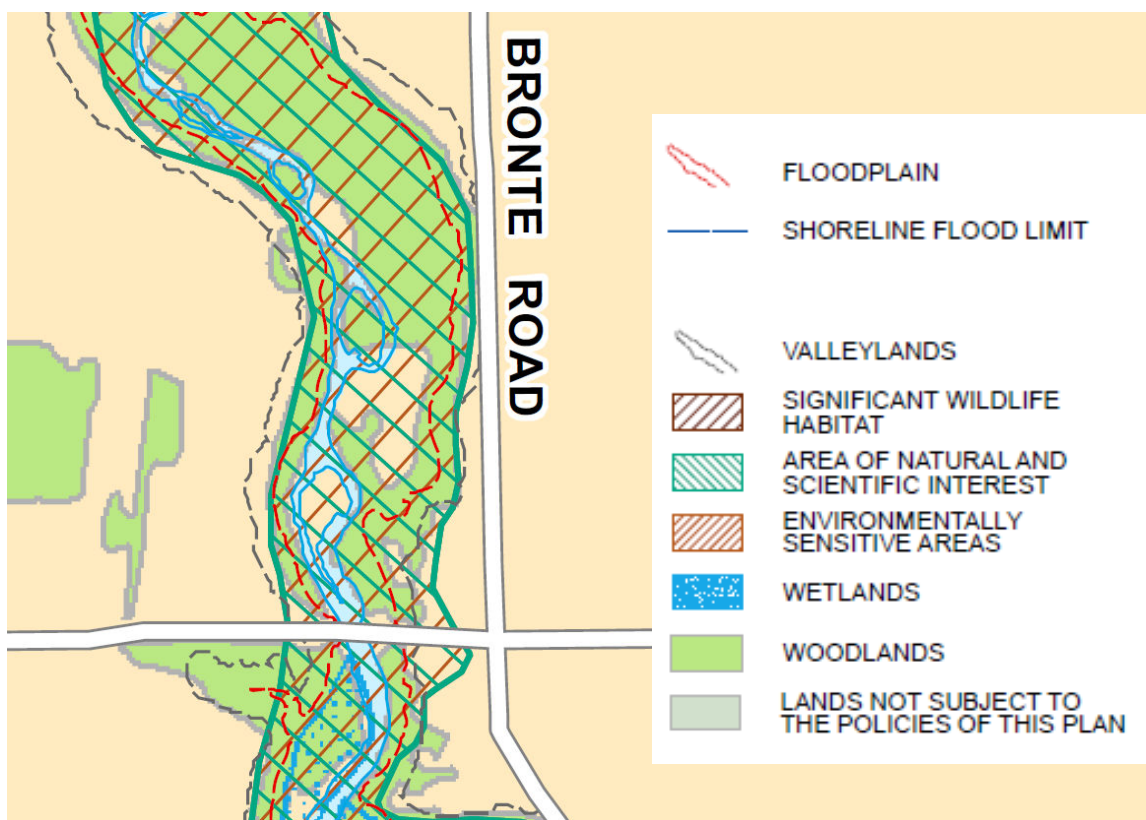 BRONTE ROAD
FLOODPLAIN
SHORELINE FLOOD LIMIT
VALLEYLANDS
SIGNIFICANT WILDLIFE
HABITAT
AREA OF NATURAL AND
SCIENTIFIC INTEREST
ENVIRONMENTALLY
SENSITIVE AREAS
WETLANDS
WOODLANDS
LANDS NOT SUBJECT TO
THE POLICIES OF THIS PLAN